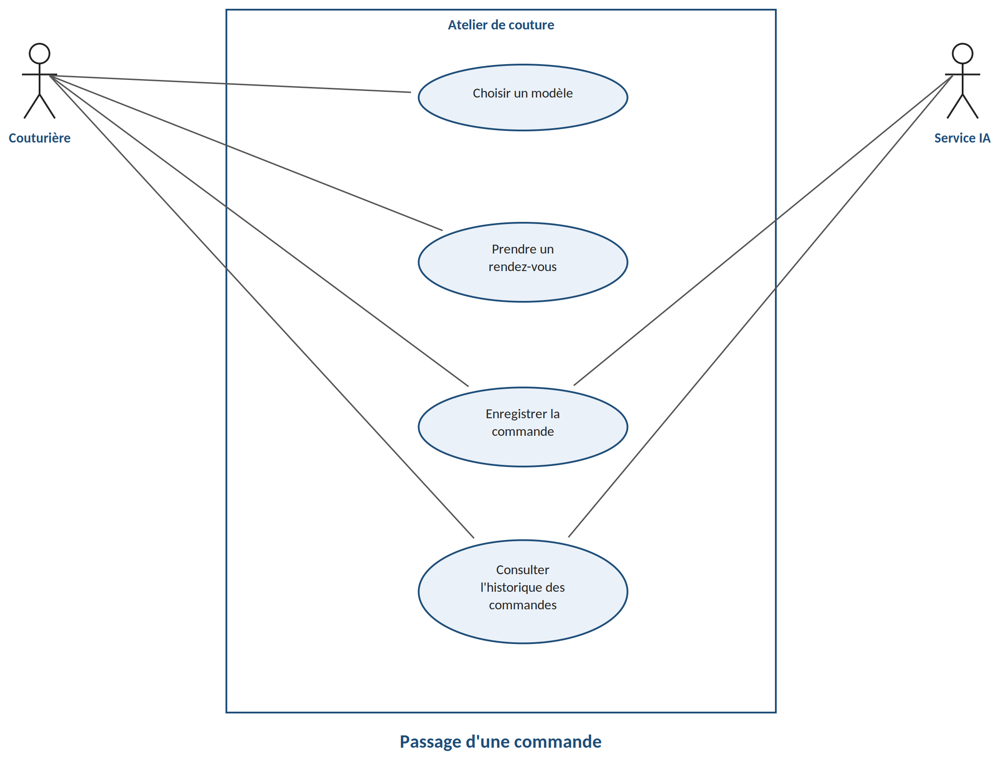 Atelier de couture
Choisir un modèle
Couturière
Service IA
Prendre un
rendez-vous
Enregistrer la
commande
Consulter
l'historique des
commandes
Passage d'une commande